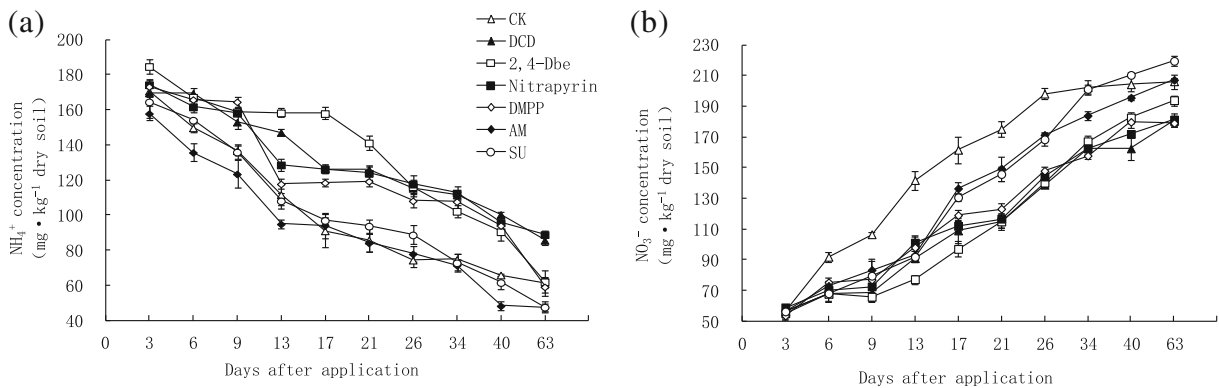 (a)
NH₄⁺ concentration
(mg·kg⁻¹ dry soil)
200
180
160
140
120
100
80
60
40
0 3 6 9 13 17 21 26 34 40 63
Days after application
CK
DCD
2,4-Dbe
Nitrapyrin
DMPP
AM
SU
(b)
NO₃⁻ concentration
(mg·kg⁻¹ dry soil)
230
210
190
170
150
130
110
90
70
50
0 3 6 9 13 17 21 26 34 40 63
Days after application